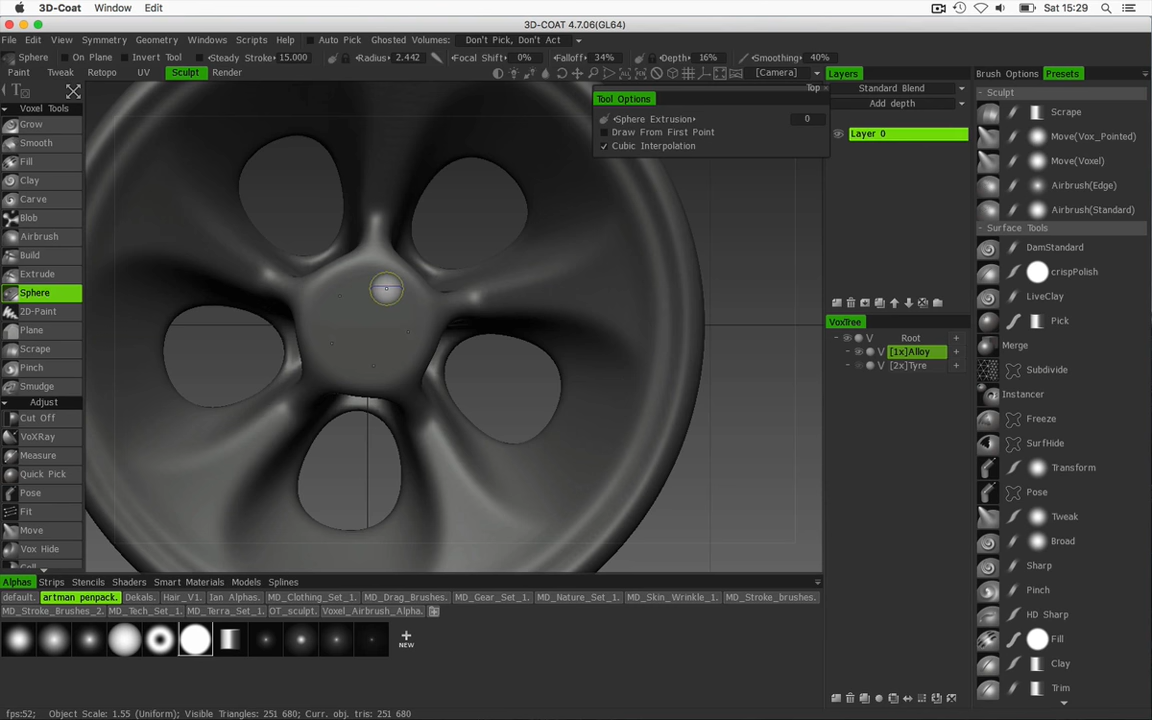 3D-Coat Window Edit Sat 15:29
3D-COAT 4.7.06(GL64)
File Edit View Symmetry Geometry Windows Scripts Help Auto Pick Ghosted Volumes: Don't Pick, Don't Act
Sphere On Plane Invert Tool Steady Stroke 15.000 Radius 2.442 Focal Shift 0% Falloff 34% Depth 16% Smoothing 40%
Paint Tweak Retopo UV Sculpt Render [Camera] Layers Brush Options Presets
Top
Tool Options
Sphere Extrusion 0
Draw From First Point
Cubic Interpolation
Voxel Tools
Grow
Smooth
Fill
Clay
Carve
Blob
Airbrush
Build
Extrude
Sphere
2D-Paint
Plane
Scrape
Pinch
Smudge
Adjust
Cut Off
VoXRay
Measure
Quick Pick
Pose
Fit
Move
Vox Hide
Standard Blend
Add depth
Layer 0
VoxTree
Root
[1x]Alloy
[2x]Tyre
Sculpt
Scrape
Move(Vox_Pointed)
Move(Voxel)
Airbrush(Edge)
Airbrush(Standard)
Surface Tools
DamStandard
crispPolish
LiveClay
Pick
Merge
Subdivide
Instancer
Freeze
SurfHide
Transform
Pose
Tweak
Broad
Sharp
Pinch
HD Sharp
Fill
Clay
Trim
Alphas Strips Stencils Shaders Smart Materials Models Splines
default. artman penpack. Dekals. Hair_V1. Ian Alphas. MD_Clothing_Set_1. MD_Drag_Brushes. MD_Gear_Set_1. MD_Nature_Set_1. MD_Skin_Wrinkle_1. MD_Stroke_brushes.
MD_Stroke_Brushes_2. MD_Tech_Set_1. MD_Terra_Set_1. OT_sculpt. Voxel_Airbrush_Alpha.
NEW
fps:52; Object Scale: 1.55 (Uniform); Visible Triangles: 251 680; Curr. obj. tris: 251 680;